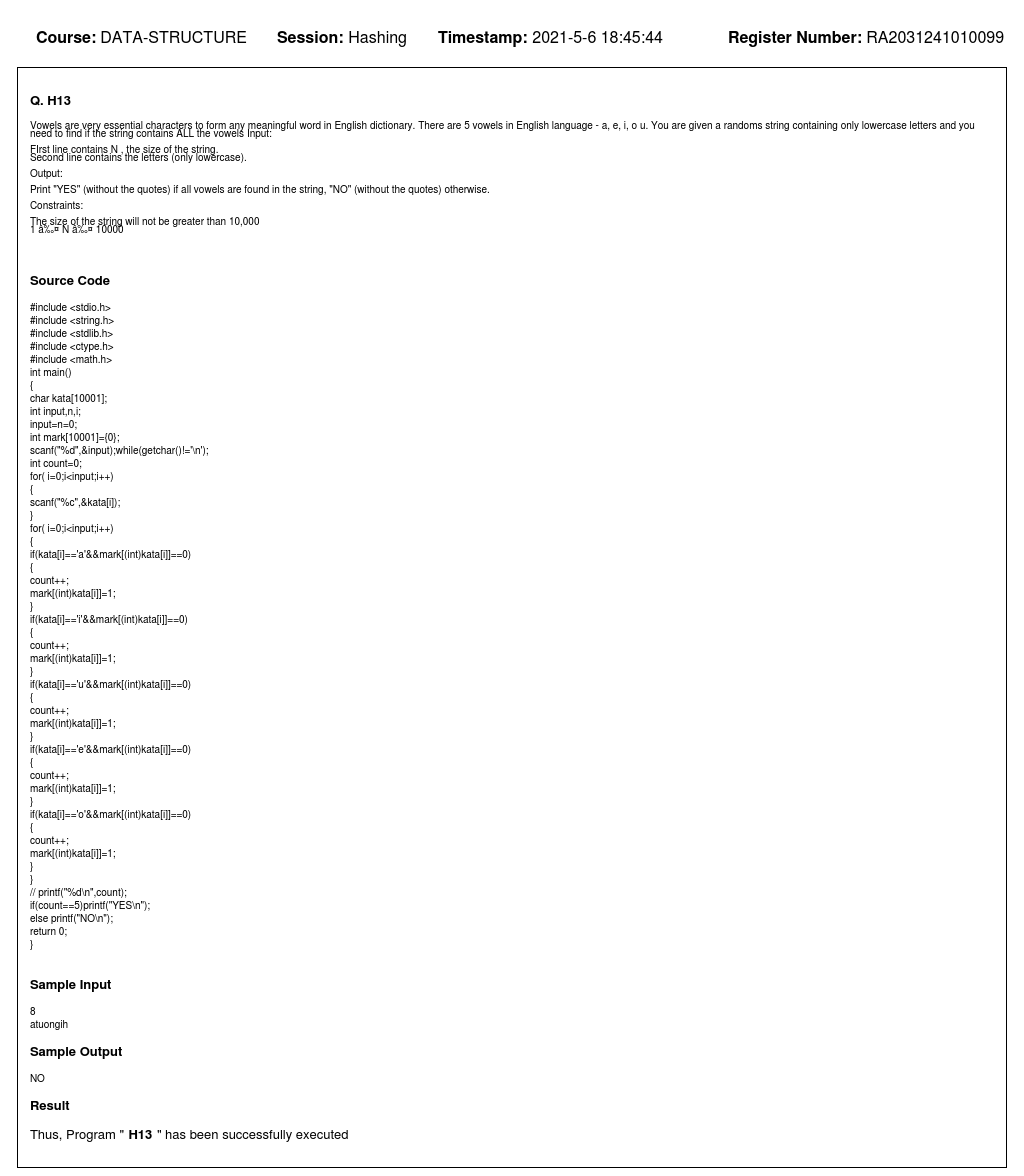 Course: DATA-STRUCTURE Session: Hashing Timestamp: 2021-5-6 18:45:44 Register Number: RA2031241010099
Q. H13
Vowels are very essential characters to form any meaningful word in English dictionary. There are 5 vowels in English language - a, e, i, o u. You are given a randoms string containing only lowercase letters and you
need to find if the string contains ALL the vowels Input:
FIrst line contains N , the size of the string.
Second line contains the letters (only lowercase).
Output:
Print "YES" (without the quotes) if all vowels are found in the string, "NO" (without the quotes) otherwise.
Constraints:
The size of the string will not be greater than 10,000
1 â‰¤ N â‰¤ 10000
Source Code
#include <stdio.h>
#include <string.h>
#include <stdlib.h>
#include <ctype.h>
#include <math.h>
int main()
{
char kata[10001];
int input,n,i;
input=n=0;
int mark[10001]={0};
scanf("%d",&input);while(getchar()!='\n');
int count=0;
for( i=0;i<input;i++)
{
scanf("%c",&kata[i]);
}
for( i=0;i<input;i++)
{
if(kata[i]=='a'&&mark[(int)kata[i]]==0)
{
count++;
mark[(int)kata[i]]=1;
}
if(kata[i]=='i'&&mark[(int)kata[i]]==0)
{
count++;
mark[(int)kata[i]]=1;
}
if(kata[i]=='u'&&mark[(int)kata[i]]==0)
{
count++;
mark[(int)kata[i]]=1;
}
if(kata[i]=='e'&&mark[(int)kata[i]]==0)
{
count++;
mark[(int)kata[i]]=1;
}
if(kata[i]=='o'&&mark[(int)kata[i]]==0)
{
count++;
mark[(int)kata[i]]=1;
}
}
// printf("%d\n",count);
if(count==5)printf("YES\n");
else printf("NO\n");
return 0;
}
Sample Input
8
atuongih
Sample Output
NO
Result
Thus, Program " H13 " has been successfully executed